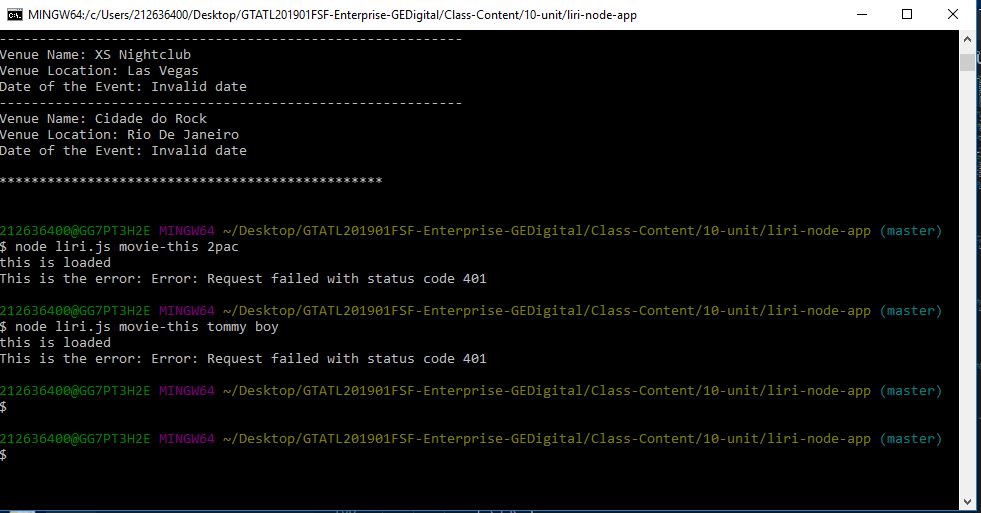 MINGW64:/c/Users/212636400/Desktop/GTATL201901FSF-Enterprise-GEDigital/Class-Content/10-unit/liri-node-app
----------------------------------------------------------
Venue Name: XS Nightclub
Venue Location: Las Vegas
Date of the Event: Invalid date
----------------------------------------------------------
Venue Name: Cidade do Rock
Venue Location: Rio De Janeiro
Date of the Event: Invalid date
************************************************
212636400@GG7PT3H2E MINGW64 ~/Desktop/GTATL201901FSF-Enterprise-GEDigital/Class-Content/10-unit/liri-node-app (master)
$ node liri.js movie-this 2pac
this is loaded
This is the error: Error: Request failed with status code 401
212636400@GG7PT3H2E MINGW64 ~/Desktop/GTATL201901FSF-Enterprise-GEDigital/Class-Content/10-unit/liri-node-app (master)
$ node liri.js movie-this tommy boy
this is loaded
This is the error: Error: Request failed with status code 401
212636400@GG7PT3H2E MINGW64 ~/Desktop/GTATL201901FSF-Enterprise-GEDigital/Class-Content/10-unit/liri-node-app (master)
$
212636400@GG7PT3H2E MINGW64 ~/Desktop/GTATL201901FSF-Enterprise-GEDigital/Class-Content/10-unit/liri-node-app (master)
$